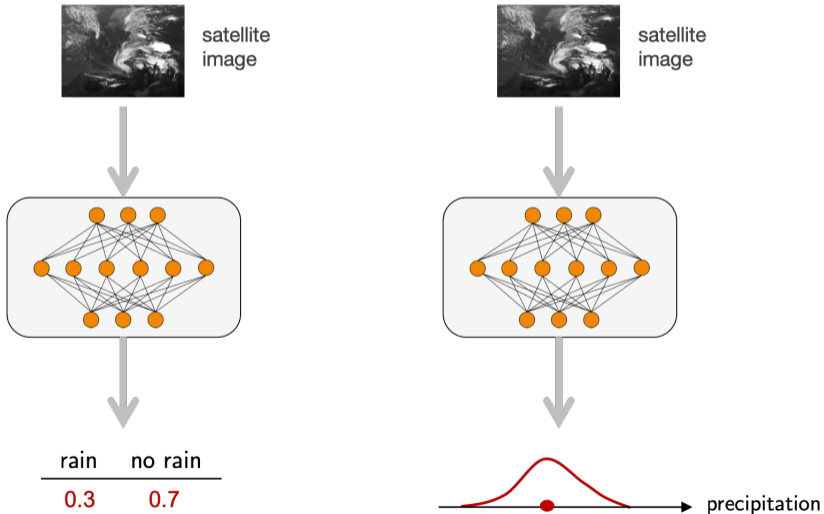 satellite
image
satellite
image
rain no rain
0.3 0.7
precipitation